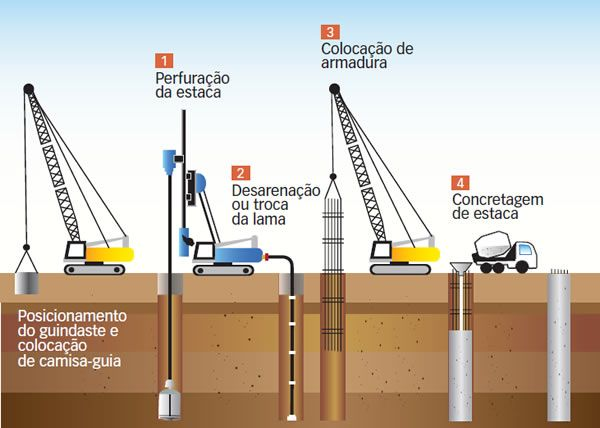 Posicionamento
do guindaste e
colocação
de camisa-guia
1
Perfuração
da estaca
2
Desarenação
ou troca
da lama
3
Colocação de
armadura
4
Concretagem
de estaca